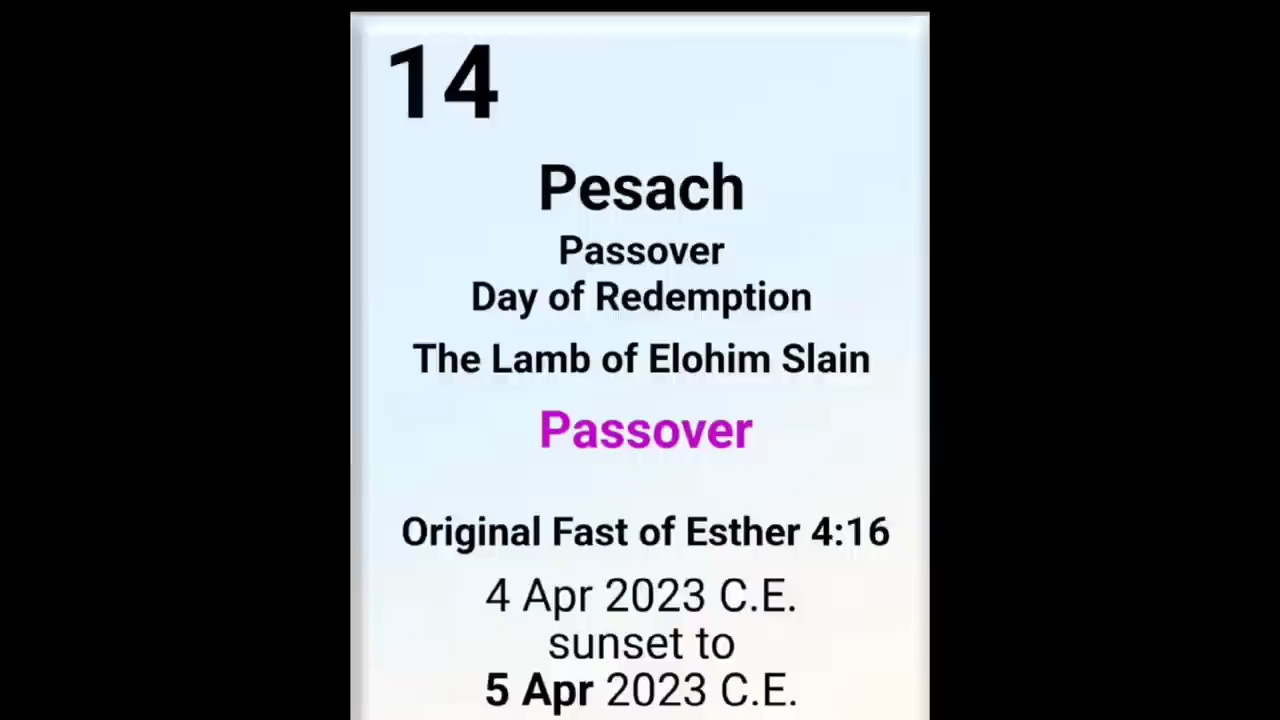 14
Pesach
Passover
Day of Redemption
The Lamb of Elohim Slain
Passover
Original Fast of Esther 4:16
4 Apr 2023 C.E.
sunset to
5 Apr 2023 C.E.